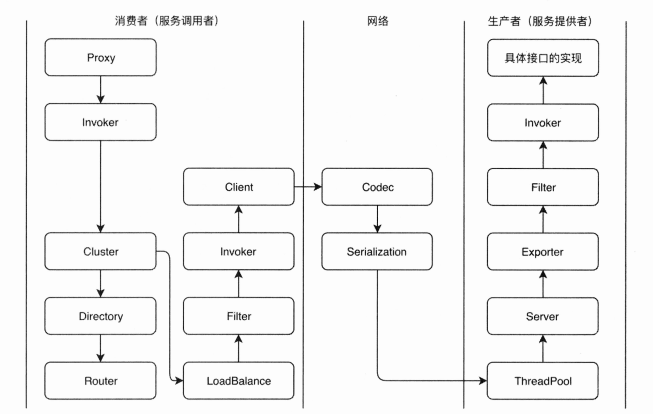 消费者（服务调用者）
网络
生产者（服务提供者）
Proxy
Invoker
Cluster
Directory
Router
Client
Invoker
Filter
LoadBalance
Codec
Serialization
具体接口的实现
Invoker
Filter
Exporter
Server
ThreadPool